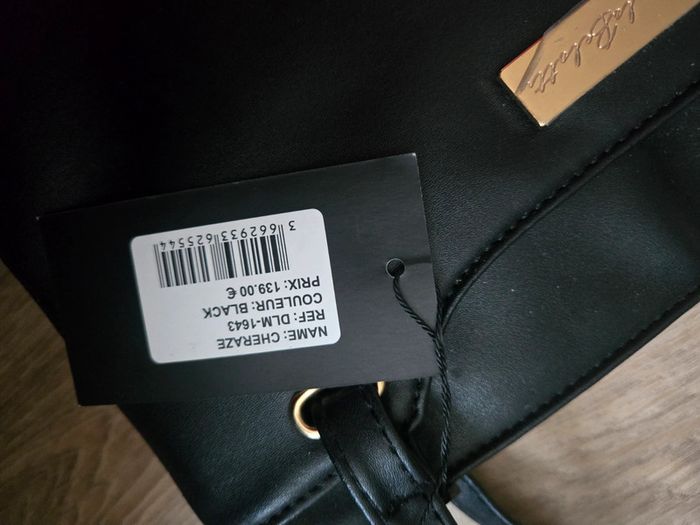 NAME: CHERAZE
REF: DLM-1643
COULEUR: BLACK
PRIX: 139.00 €
3 662933 625544